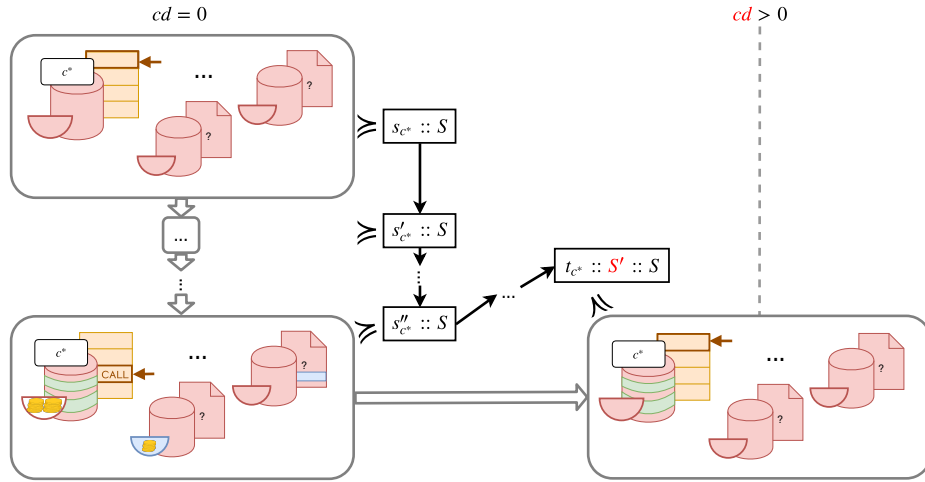 cd = 0
cd > 0
c*
...
?
?
s_{c*} :: S
s'_{c*} :: S
...
...
t_{c*} :: S' :: S
...
...
s''_{c*} :: S
c*
CALL
...
?
?
c*
...
?
?